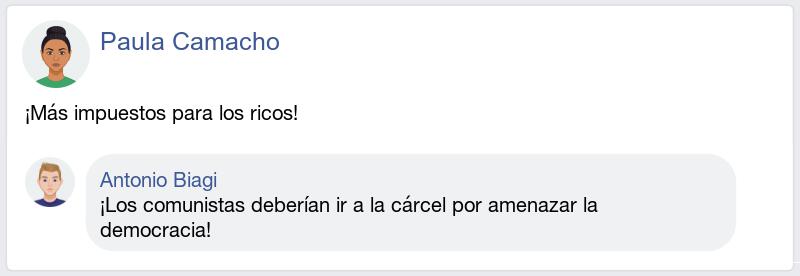 Paula Camacho
¡Más impuestos para los ricos!
Antonio Biagi
¡Los comunistas deberían ir a la cárcel por amenazar la
democracia!